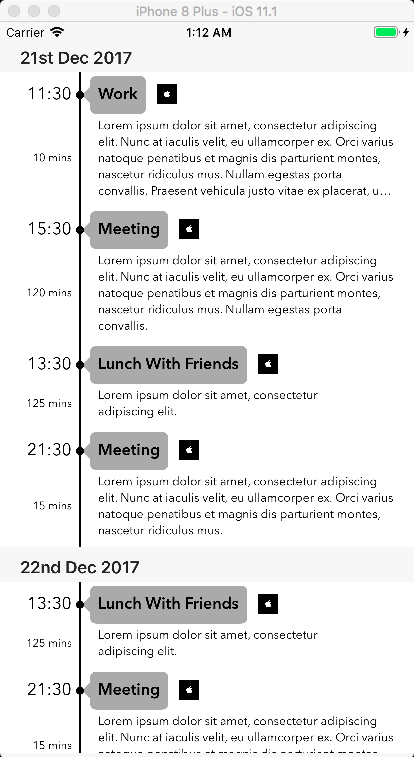 iPhone 8 Plus - iOS 11.1
Carrier 1:12 AM
21st Dec 2017
11:30 Work
Lorem ipsum dolor sit amet, consectetur adipiscing
elit. Nunc at iaculis velit, eu ullamcorper ex. Orci varius
10 mins natoque penatibus et magnis dis parturient montes,
nascetur ridiculus mus. Nullam egestas porta
convallis. Praesent vehicula justo vitae ex placerat, u…
15:30 Meeting
Lorem ipsum dolor sit amet, consectetur adipiscing
elit. Nunc at iaculis velit, eu ullamcorper ex. Orci varius
120 mins natoque penatibus et magnis dis parturient montes,
nascetur ridiculus mus. Nullam egestas porta
convallis.
13:30 Lunch With Friends
Lorem ipsum dolor sit amet, consectetur
125 mins adipiscing elit.
21:30 Meeting
Lorem ipsum dolor sit amet, consectetur adipiscing
elit. Nunc at iaculis velit, eu ullamcorper ex. Orci varius
15 mins natoque penatibus et magnis dis parturient montes,
nascetur ridiculus mus.
22nd Dec 2017
13:30 Lunch With Friends
Lorem ipsum dolor sit amet, consectetur
125 mins adipiscing elit.
21:30 Meeting
Lorem ipsum dolor sit amet, consectetur adipiscing
elit. Nunc at iaculis velit, eu ullamcorper ex. Orci varius
15 mins